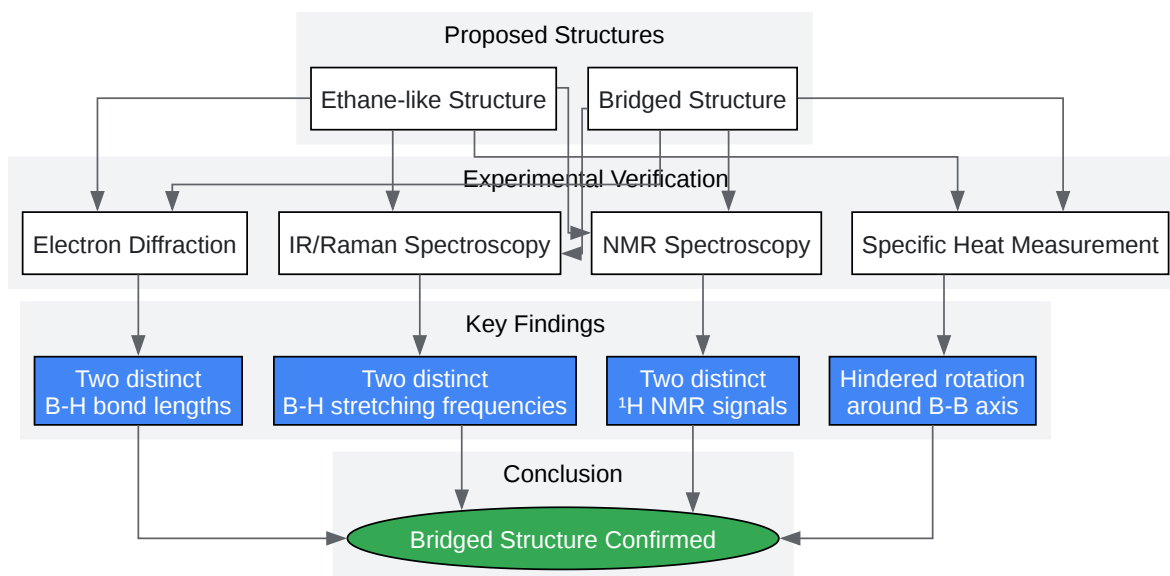 Proposed Structures
Ethane-like Structure
Bridged Structure
Experimental Verification
Electron Diffraction
IR/Raman Spectroscopy
NMR Spectroscopy
Specific Heat Measurement
Key Findings
Two distinct
B-H bond lengths
Two distinct
B-H stretching frequencies
Two distinct
¹H NMR signals
Hindered rotation
around B-B axis
Conclusion
Bridged Structure Confirmed